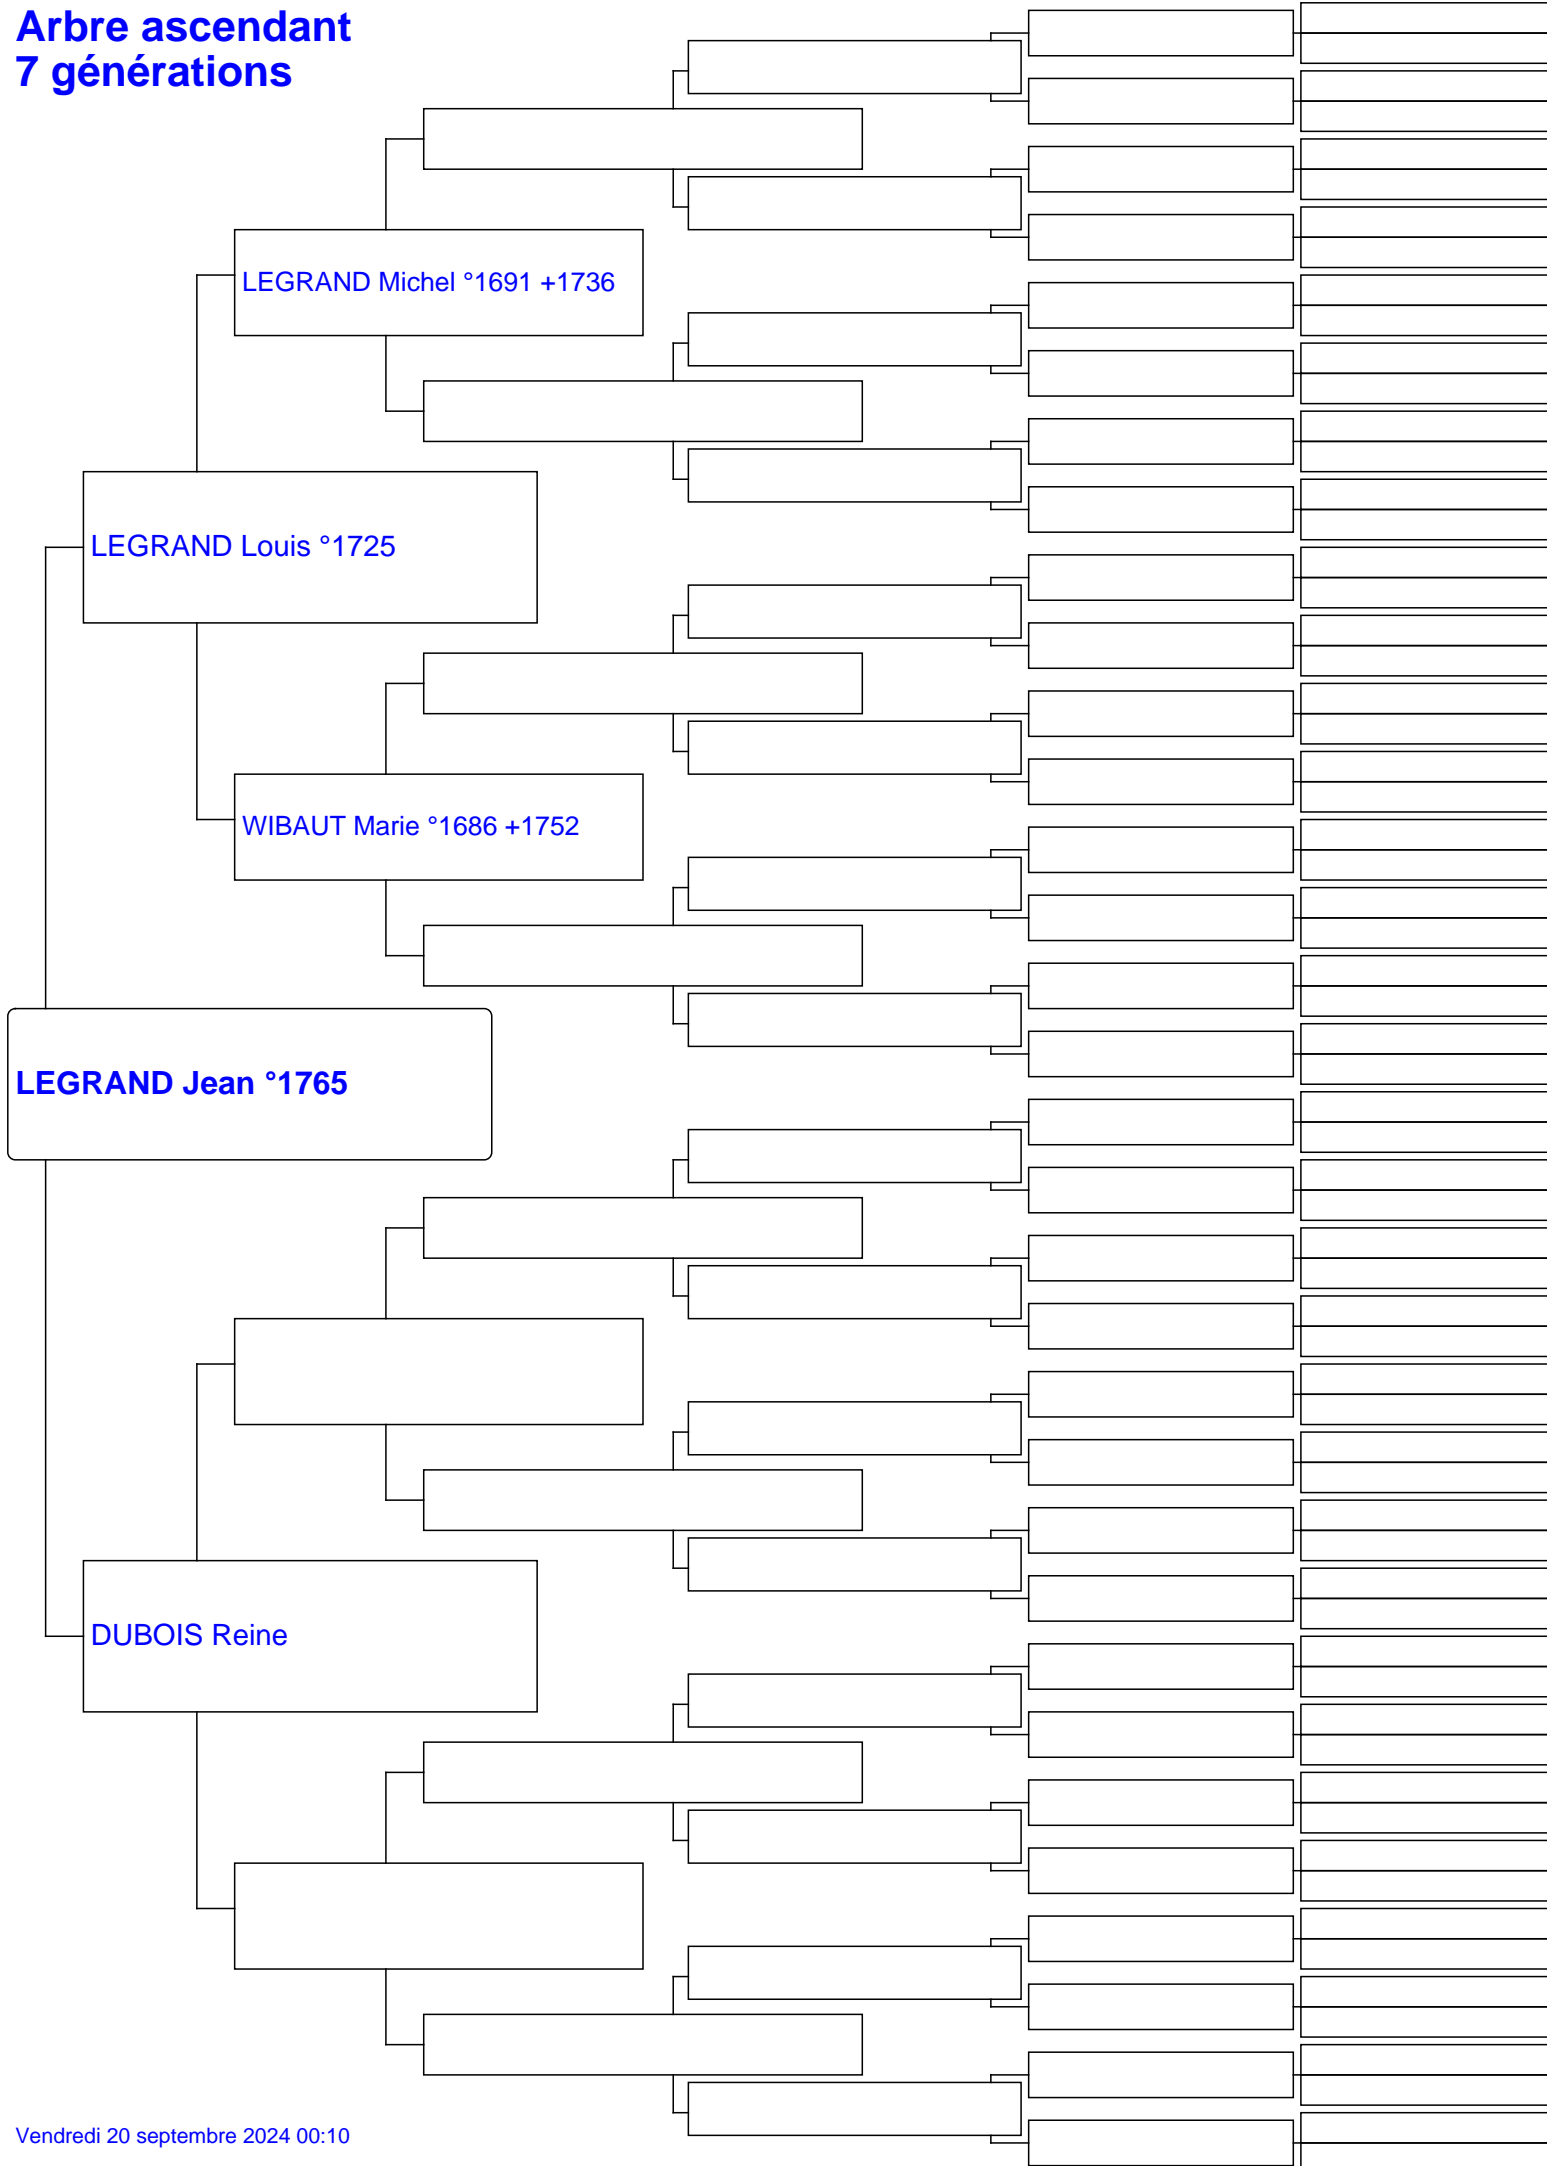 Arbre ascendant
7 générations
LEGRAND Michel °1691 +1736
LEGRAND Louis °1725
WIBAUT Marie °1686 +1752
LEGRAND Jean °1765
DUBOIS Reine
Vendredi 20 septembre 2024 00:10